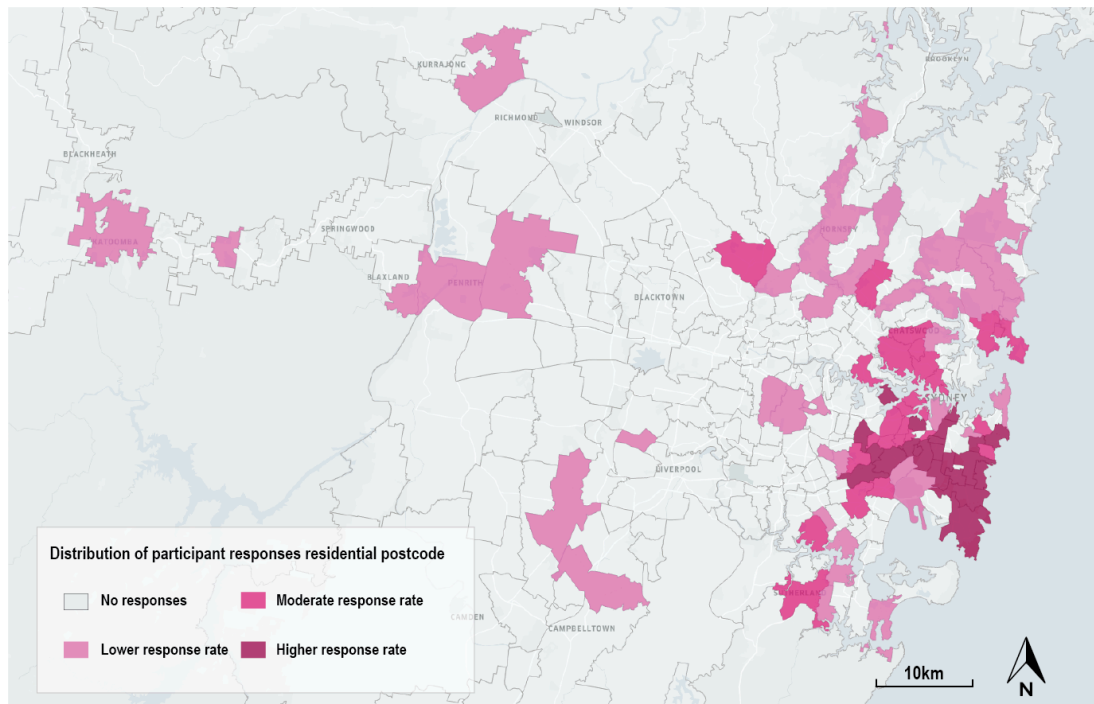 BROOKLYN
KURRAJONG
RICHMOND
WINDSOR
BLACKHEATH
HORNSBY
SPRINGWOOD
KATOOMBA
BLAXLAND
PENRITH
BLACKTOWN
CHATSWOOD
SYDNEY
LIVERPOOL
SUTHERLAND
CAMDEN
CAMPBELLTOWN
Distribution of participant responses residential postcode
No responses
Moderate response rate
Lower response rate
Higher response rate
10km
N